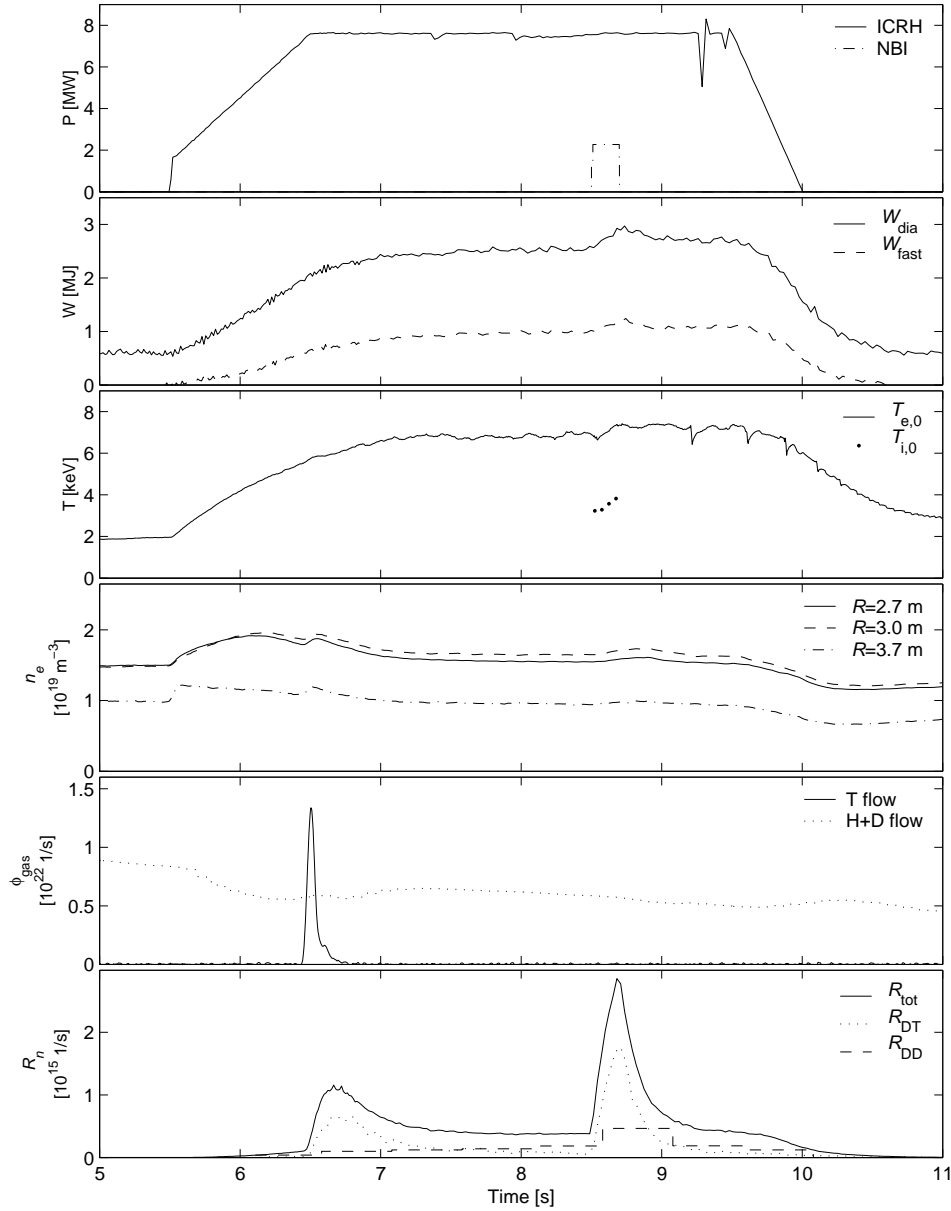 8
6
4
2
0
P [MW]
ICRH
NBI
3
2
1
0
W [MJ]
W_dia
W_fast
8
6
4
2
0
T [keV]
T_e,0
T_i,0
2
1
0
n_e
[10^19 m^−3]
R=2.7 m
R=3.0 m
R=3.7 m
1.5
1
0.5
0
ϕ_gas
[10^22 1/s]
T flow
H+D flow
2
1
0
R_n
[10^15 1/s]
R_tot
R_DT
R_DD
5 6 7 8 9 10 11
Time [s]